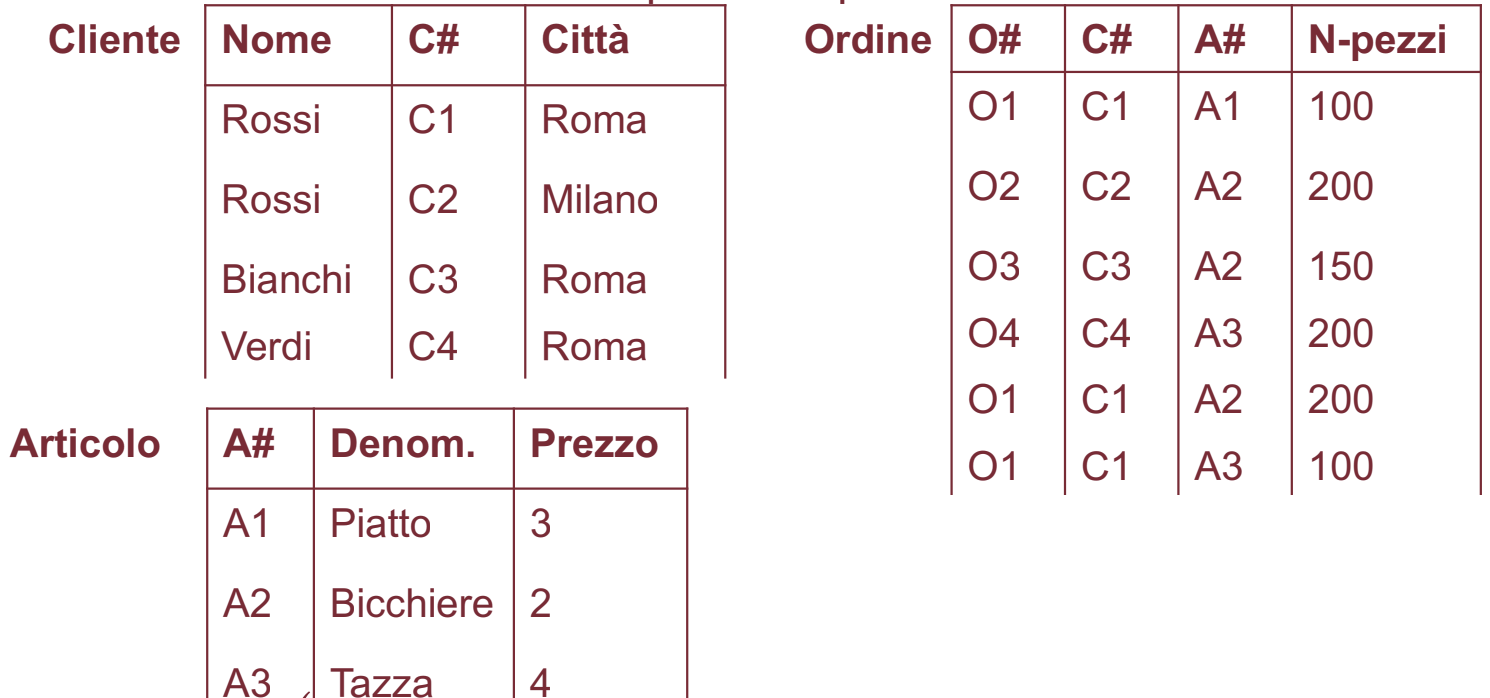 Cliente Nome C# Città
Rossi C1 Roma
Rossi C2 Milano
Bianchi C3 Roma
Verdi C4 Roma
Ordine O# C# A# N-pezzi
O1 C1 A1 100
O2 C2 A2 200
O3 C3 A2 150
O4 C4 A3 200
O1 C1 A2 200
O1 C1 A3 100
Articolo A# Denom. Prezzo
A1 Piatto 3
A2 Bicchiere 2
A3 Tazza 4